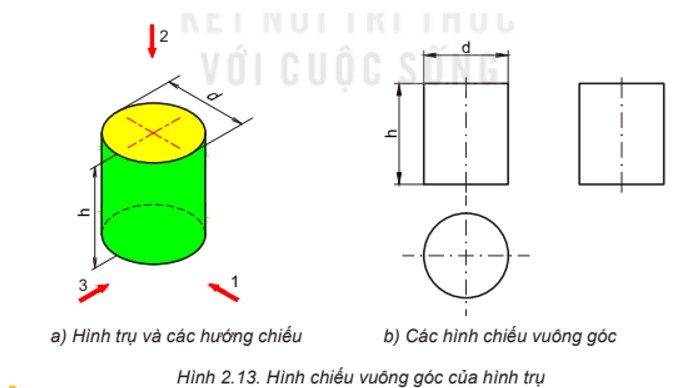 KẾT NỐI TRI THỨC
VỚI CUỘC SỐNG
2
d
h
3
1
d
h
a) Hình trụ và các hướng chiếu
b) Các hình chiếu vuông góc
Hình 2.13. Hình chiếu vuông góc của hình trụ